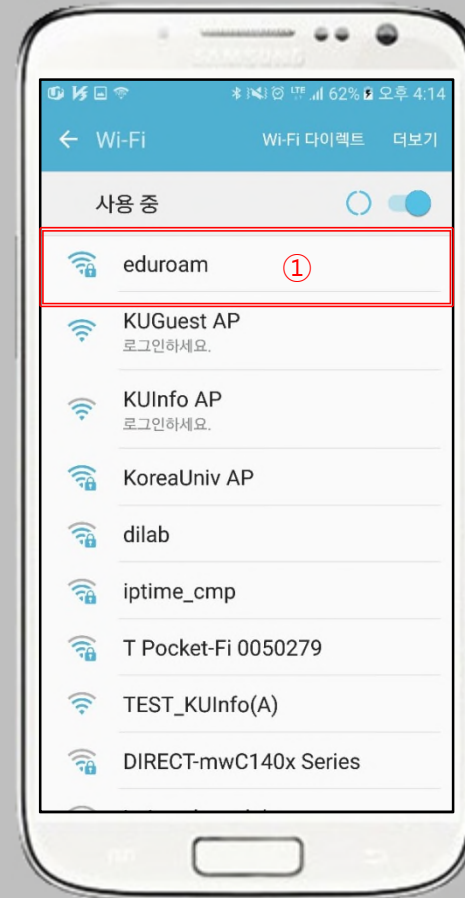 SAMSUNG
LTE 62% 오후 4:14
Wi-Fi Wi-Fi 다이렉트 더보기
사용 중
eduroam ①
KUGuest AP
로그인하세요.
KUInfo AP
로그인하세요.
KoreaUniv AP
dilab
iptime_cmp
T Pocket-Fi 0050279
TEST_KUInfo(A)
DIRECT-mwC140x Series